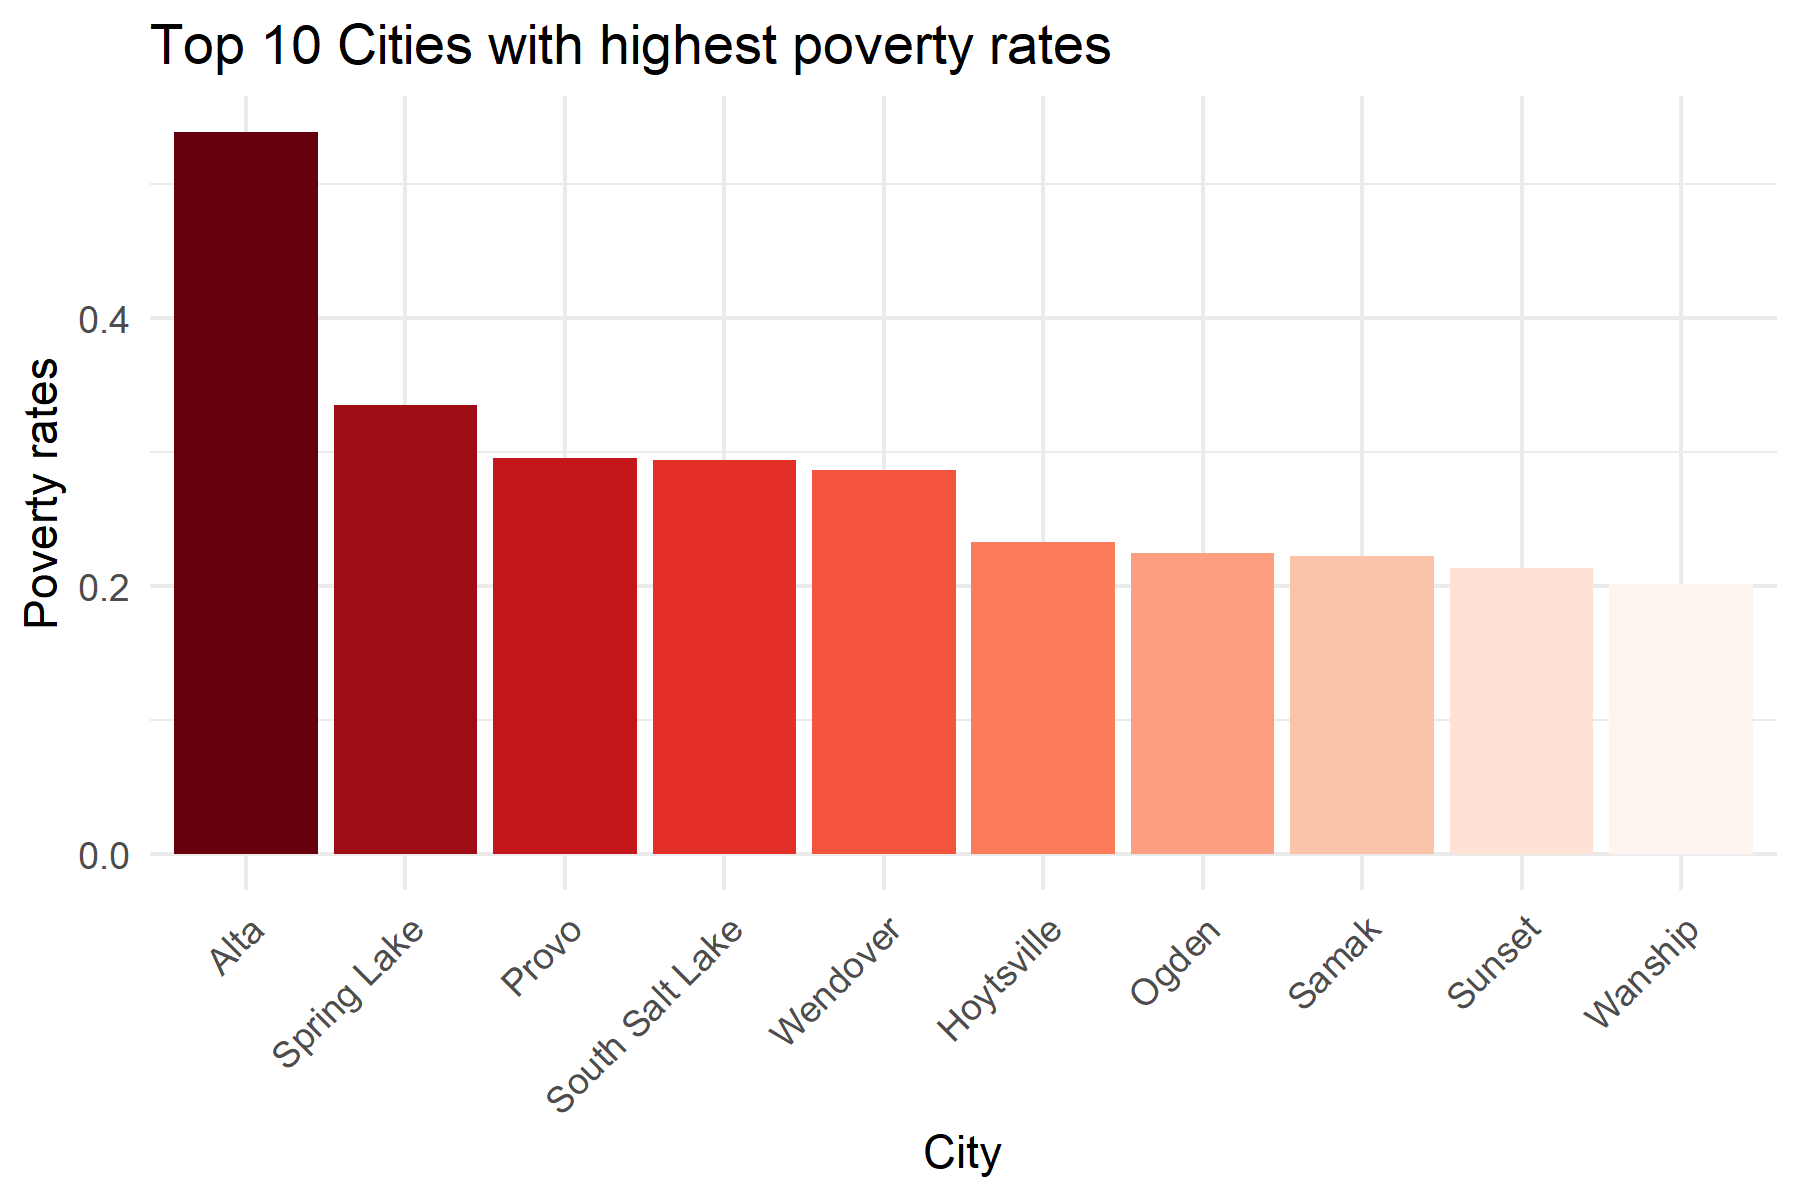 Top 10 Cities with highest poverty rates
Poverty rates
0.4
0.2
0.0
Alta
Spring Lake
Provo
South Salt Lake
Wendover
Hoytsville
Ogden
Samak
Sunset
Wanship
City